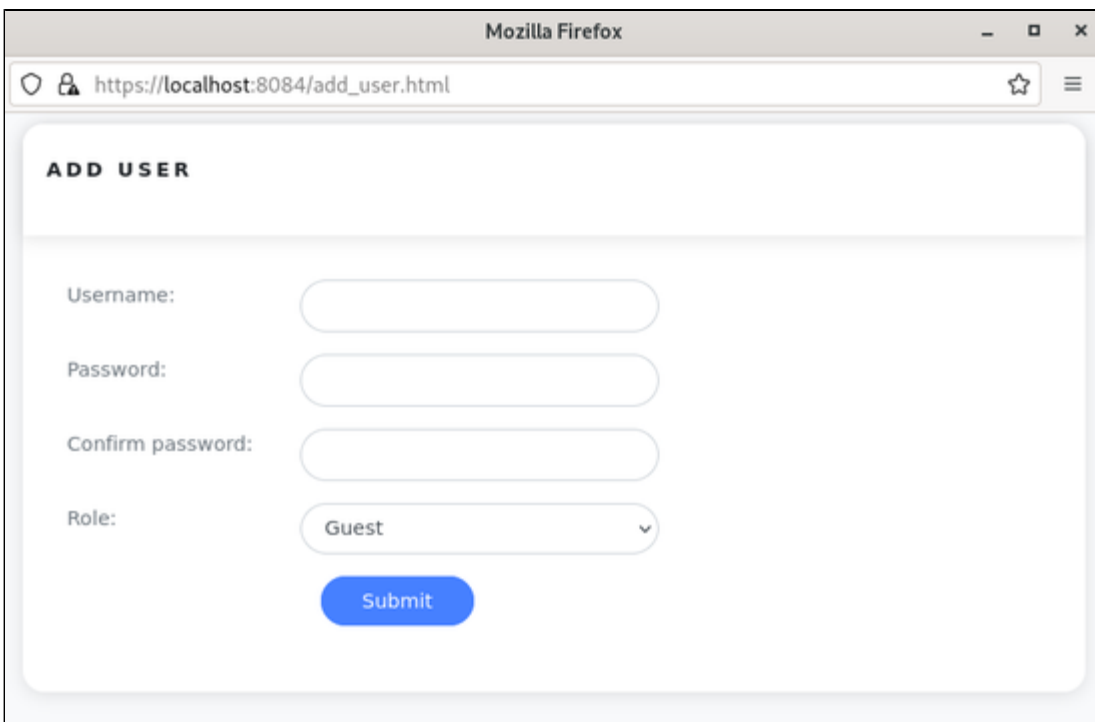 Mozilla Firefox
https://localhost:8084/add_user.html
ADD USER
Username:
Password:
Confirm password:
Role:
Guest
Submit